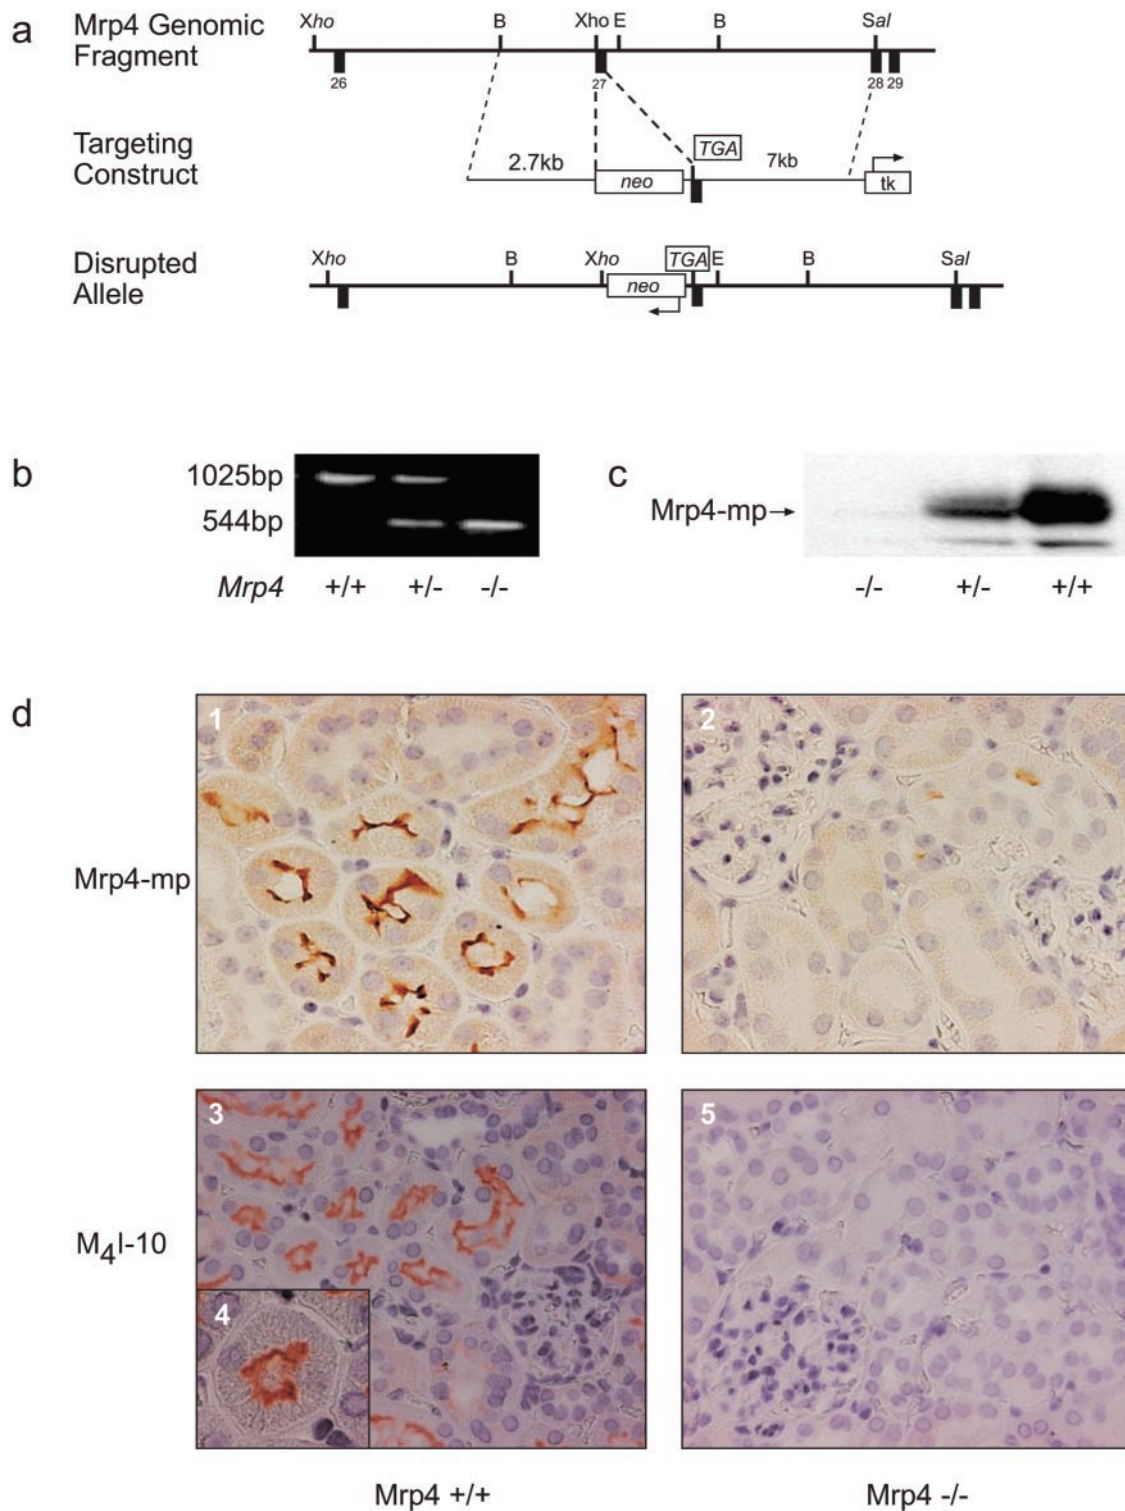 a
Mrp4 Genomic
Fragment
Xho B Xho E B Sal
26 27 28 29
Targeting
Construct
2.7kb neo TGA 7kb tk
Disrupted
Allele
Xho B Xho TGA E B Sal
neo
b
1025bp
544bp
Mrp4 +/+ +/- -/-
c
Mrp4-mp
-/- +/- +/+
d
1 2
Mrp4-mp
3 5
M4I-10
4
Mrp4 +/+ Mrp4 -/-